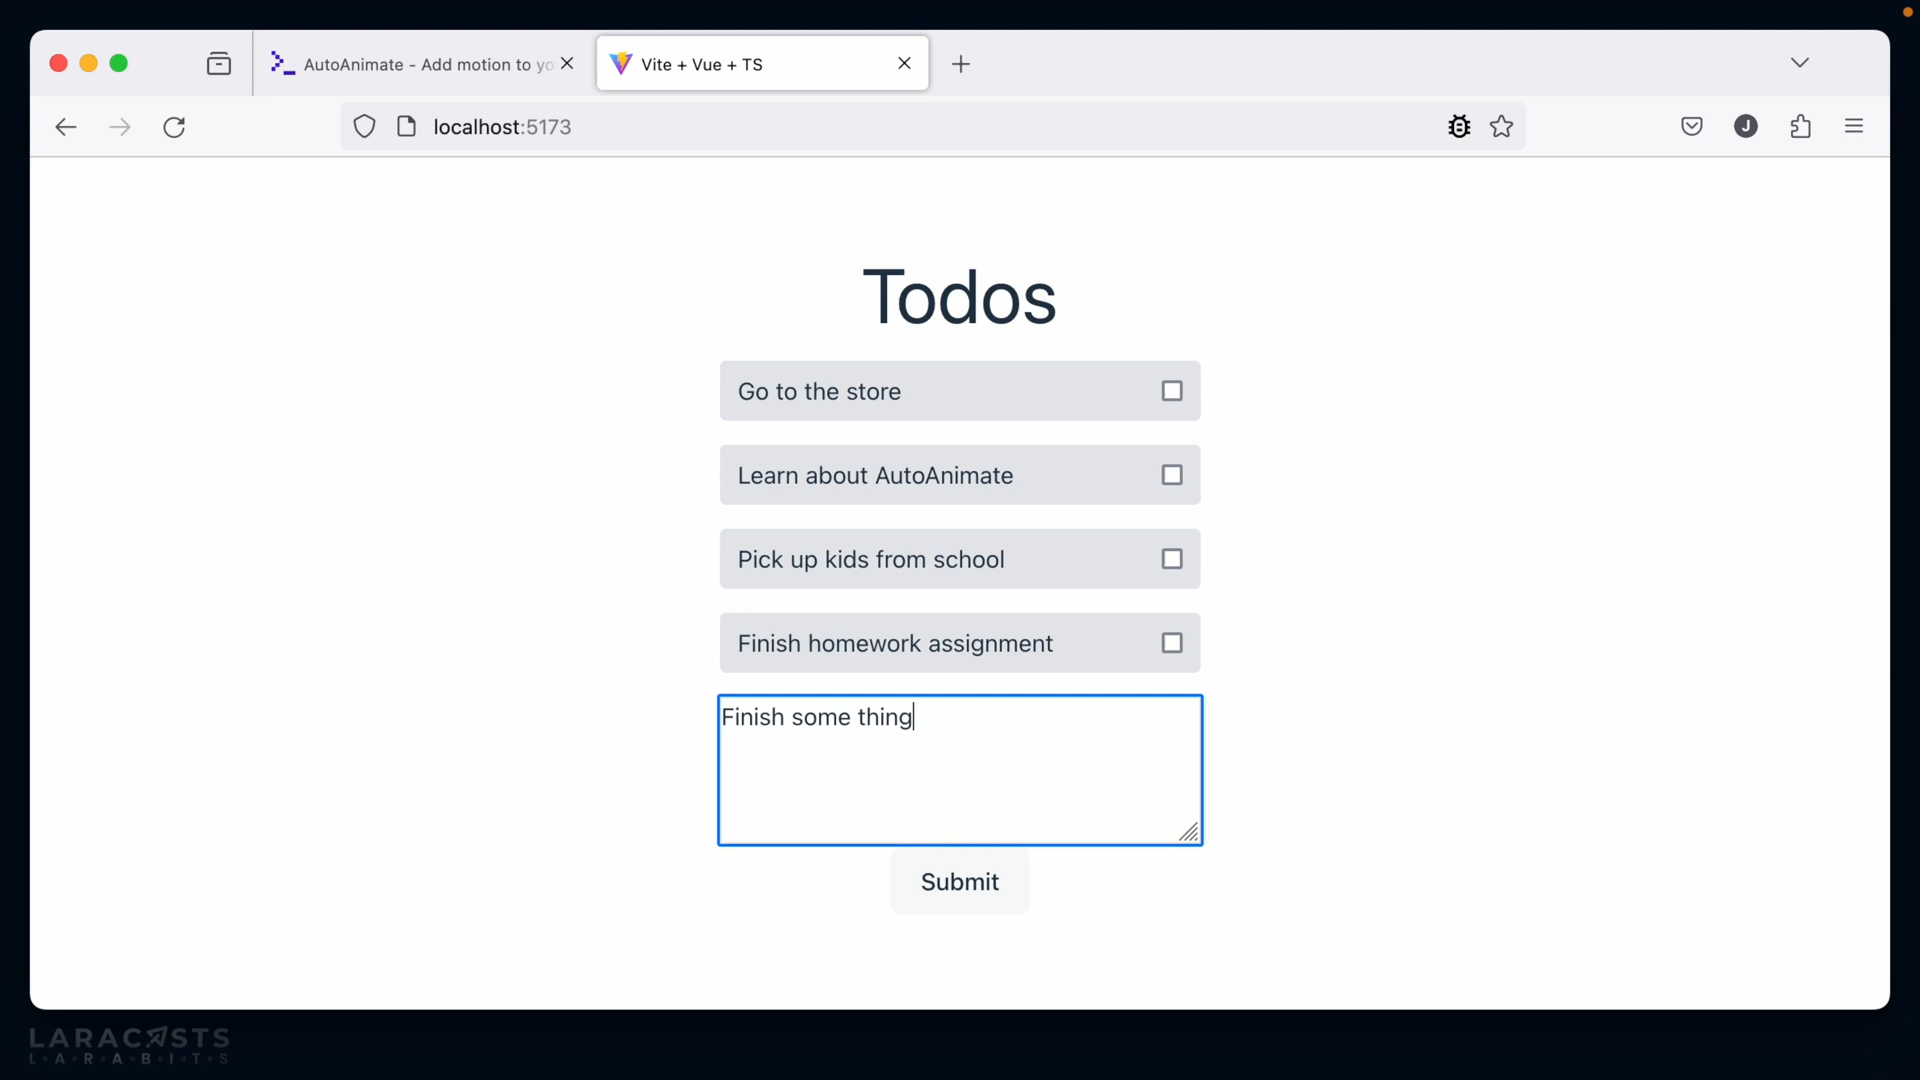 AutoAnimate - Add motion to yo
Vite + Vue + TS
localhost:5173
J
Todos
Go to the store
Learn about AutoAnimate
Pick up kids from school
Finish homework assignment
Finish some thing
Submit
LARACASTS
L·A·R·A·B·I·T·S